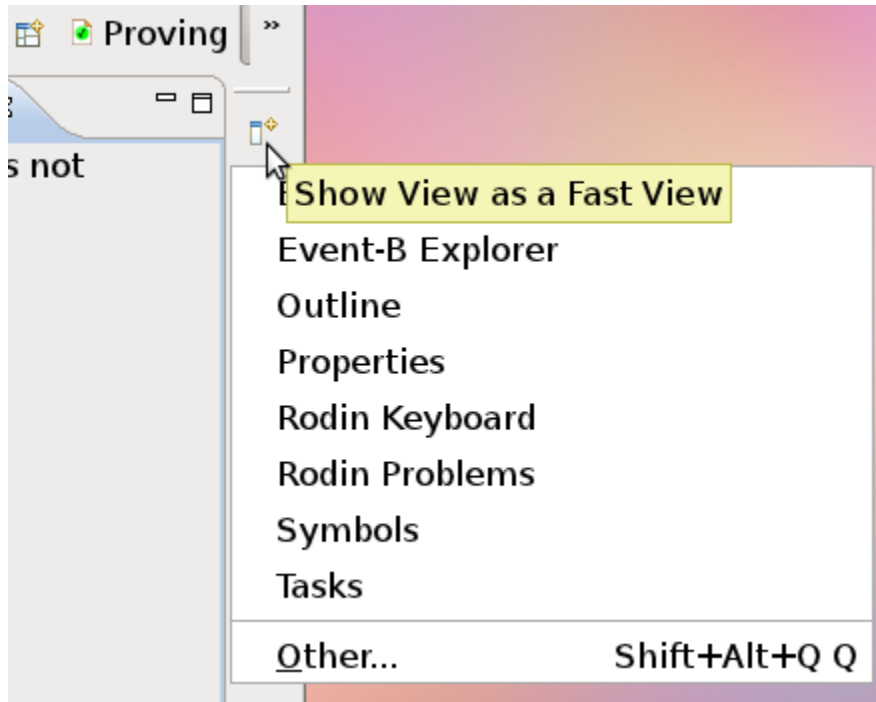 Proving »
s not
Show View as a Fast View
Event-B Explorer
Outline
Properties
Rodin Keyboard
Rodin Problems
Symbols
Tasks
Other... Shift+Alt+Q Q